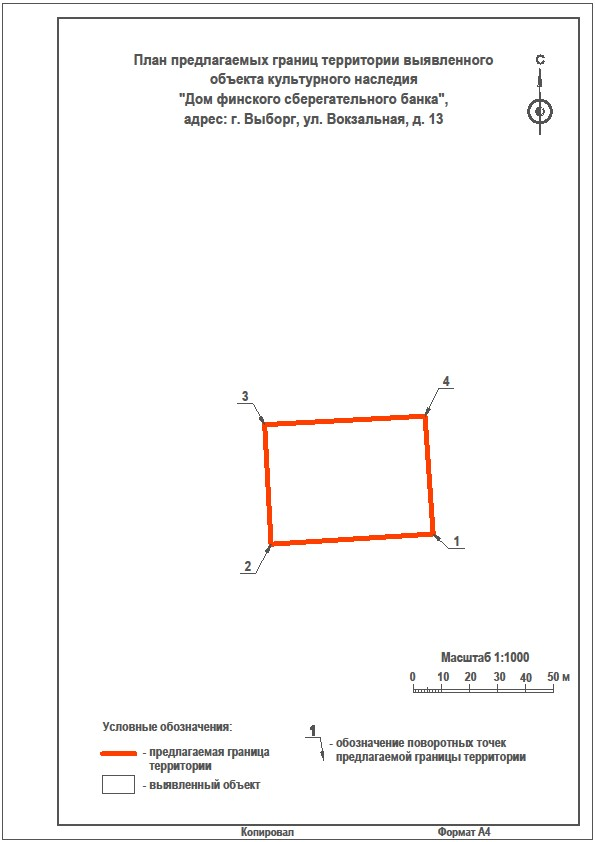 План предлагаемых границ территории выявленного
объекта культурного наследия
"Дом финского сберегательного банка",
адрес: г. Выборг, ул. Вокзальная, д. 13
С
4
3
1
2
Масштаб 1:1000
0 10 20 30 40 50 м
Условные обозначения:
- предлагаемая граница
территории
- выявленный объект
1
- обозначение поворотных точек
предлагаемой границы территории
Копировал
Формат А4